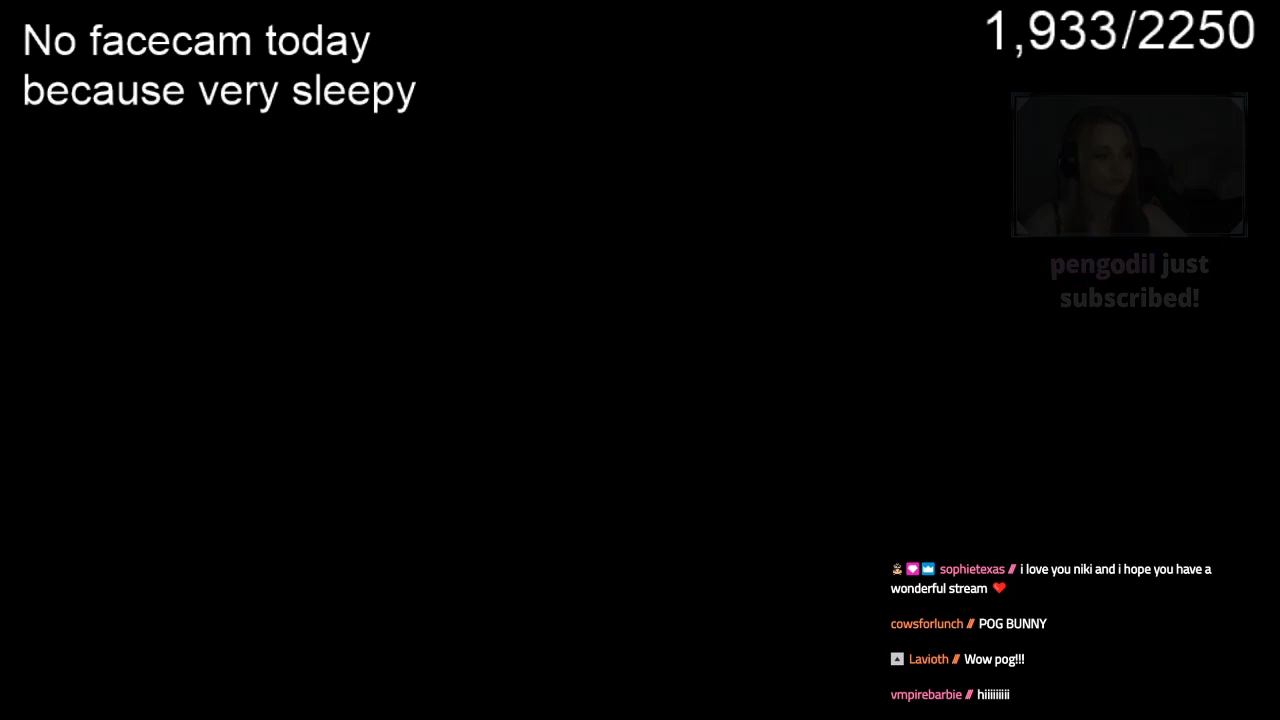 No facecam today
because very sleepy
1,933/2250
pengodil just
subscribed!
sophietexas // i love you niki and i hope you have a
wonderful stream ❤️
cowsforlunch // POG BUNNY
Lavioth // Wow pog!!!
vmpirebarbie // hiiiiiiiii